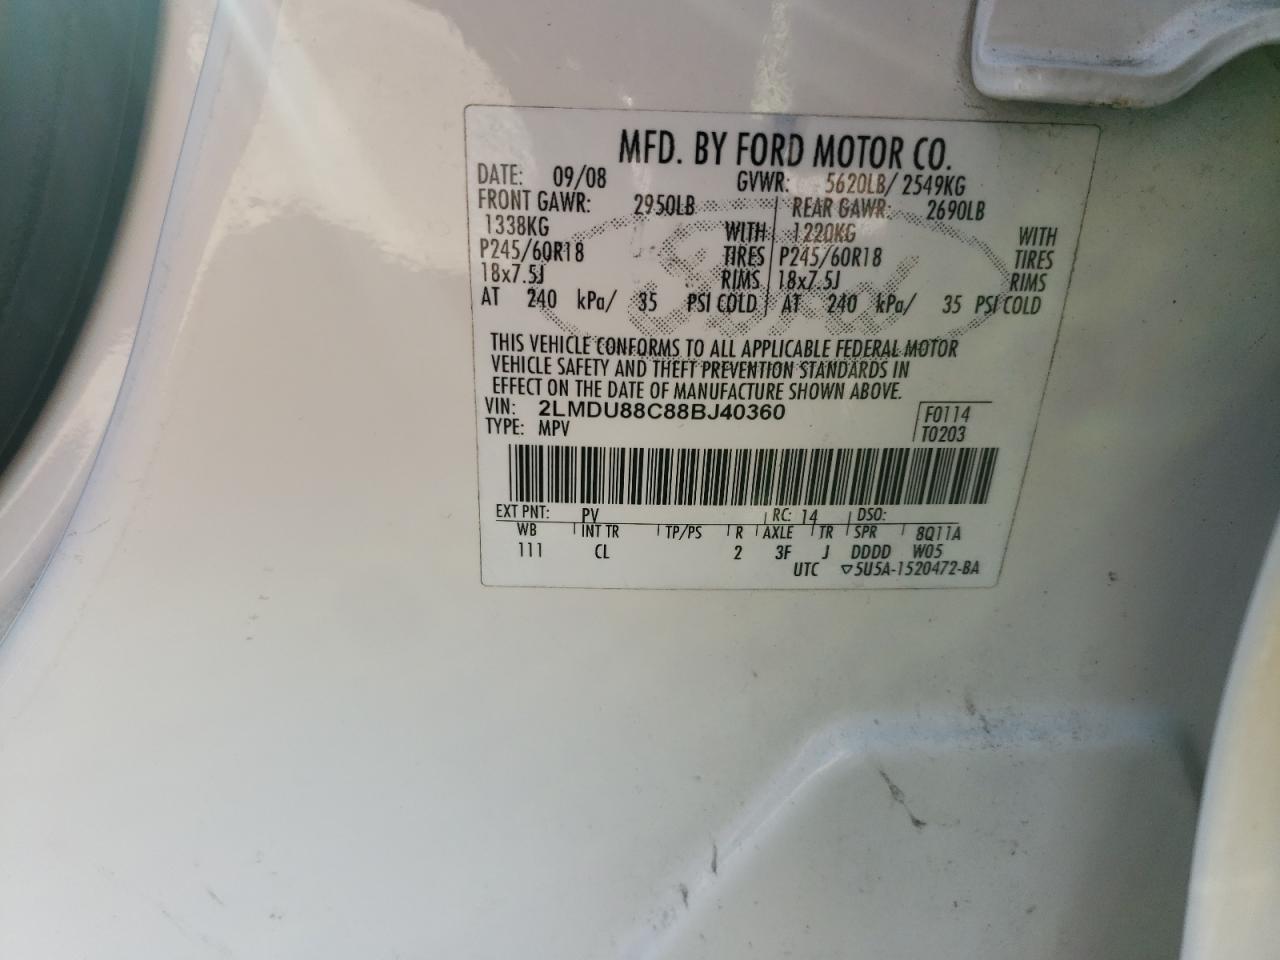 MFD. BY FORD MOTOR CO.
DATE: 09/08 GVWR: 5620LB/ 2549KG
FRONT GAWR: 2950LB REAR GAWR: 2690LB
1338KG WITH 1220KG WITH
P245/60R18 TIRES P245/60R18 TIRES
18x7.5J RIMS 18x7.5J RIMS
AT 240 kPa/ 35 PSI COLD AT 240 kPa/ 35 PSI COLD
Ford
THIS VEHICLE CONFORMS TO ALL APPLICABLE FEDERAL MOTOR
VEHICLE SAFETY AND THEFT PREVENTION STANDARDS IN
EFFECT ON THE DATE OF MANUFACTURE SHOWN ABOVE.
VIN: 2LMDU88C88BJ40360 F0114
TYPE: MPV T0203
EXT PNT: PV RC: 14 DSO:
WB INT TR TP/PS R AXLE TR SPR 8Q11A
111 CL 2 3F J DDDD W05
UTC ▽5U5A-1520472-BA